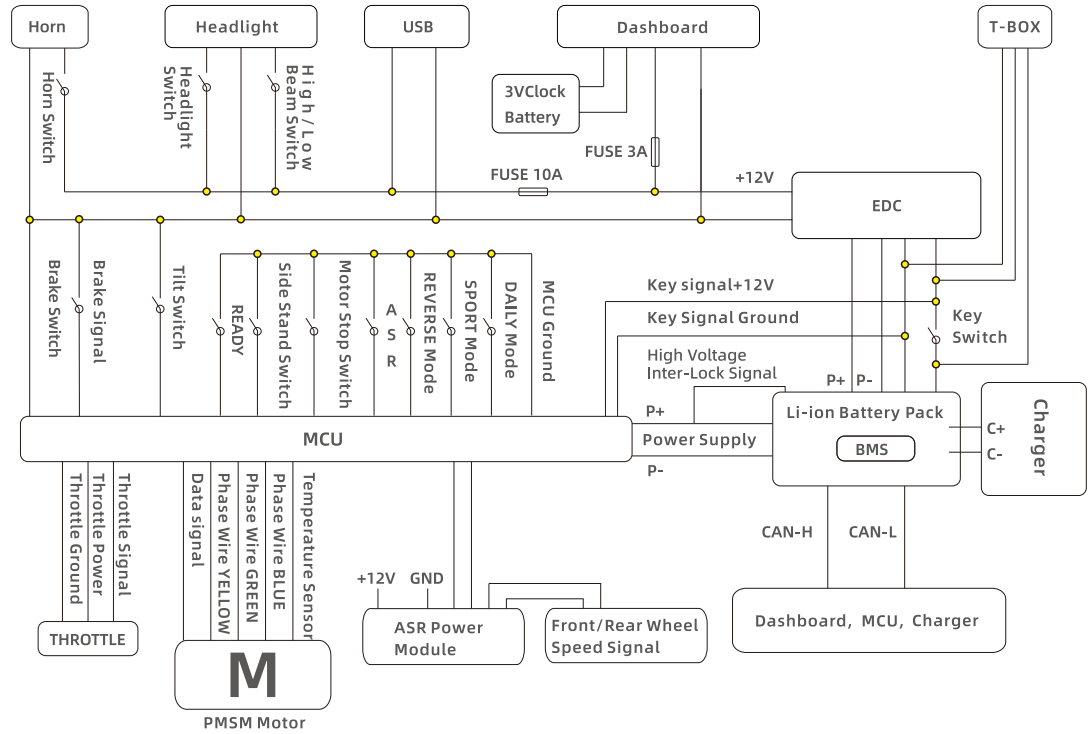 Horn
Headlight
USB
Dashboard
T-BOX
Horn Switch
Headlight
Switch
High/Low
Beam Switch
3VClock
Battery
FUSE 3A
FUSE 10A
+12V
EDC
Brake Switch
Brake Signal
Tilt Switch
READY
Side Stand Switch
Motor Stop Switch
A
S
R
REVERSE Mode
SPORT Mode
DAILY Mode
MCU Ground
Key signal+12V
Key Signal Ground
Key
Switch
High Voltage
Inter-Lock Signal
P+
P-
P+
Power Supply
P-
MCU
Li-ion Battery Pack
BMS
C+
C-
Charger
Throttle Ground
Throttle Power
Throttle Signal
Data signal
Phase Wire YELLOW
Phase Wire GREEN
Phase Wire BLUE
Temperature Sensor
CAN-H
CAN-L
+12V
GND
THROTTLE
ASR Power
Module
Front/Rear Wheel
Speed Signal
Dashboard, MCU, Charger
M
PMSM Motor